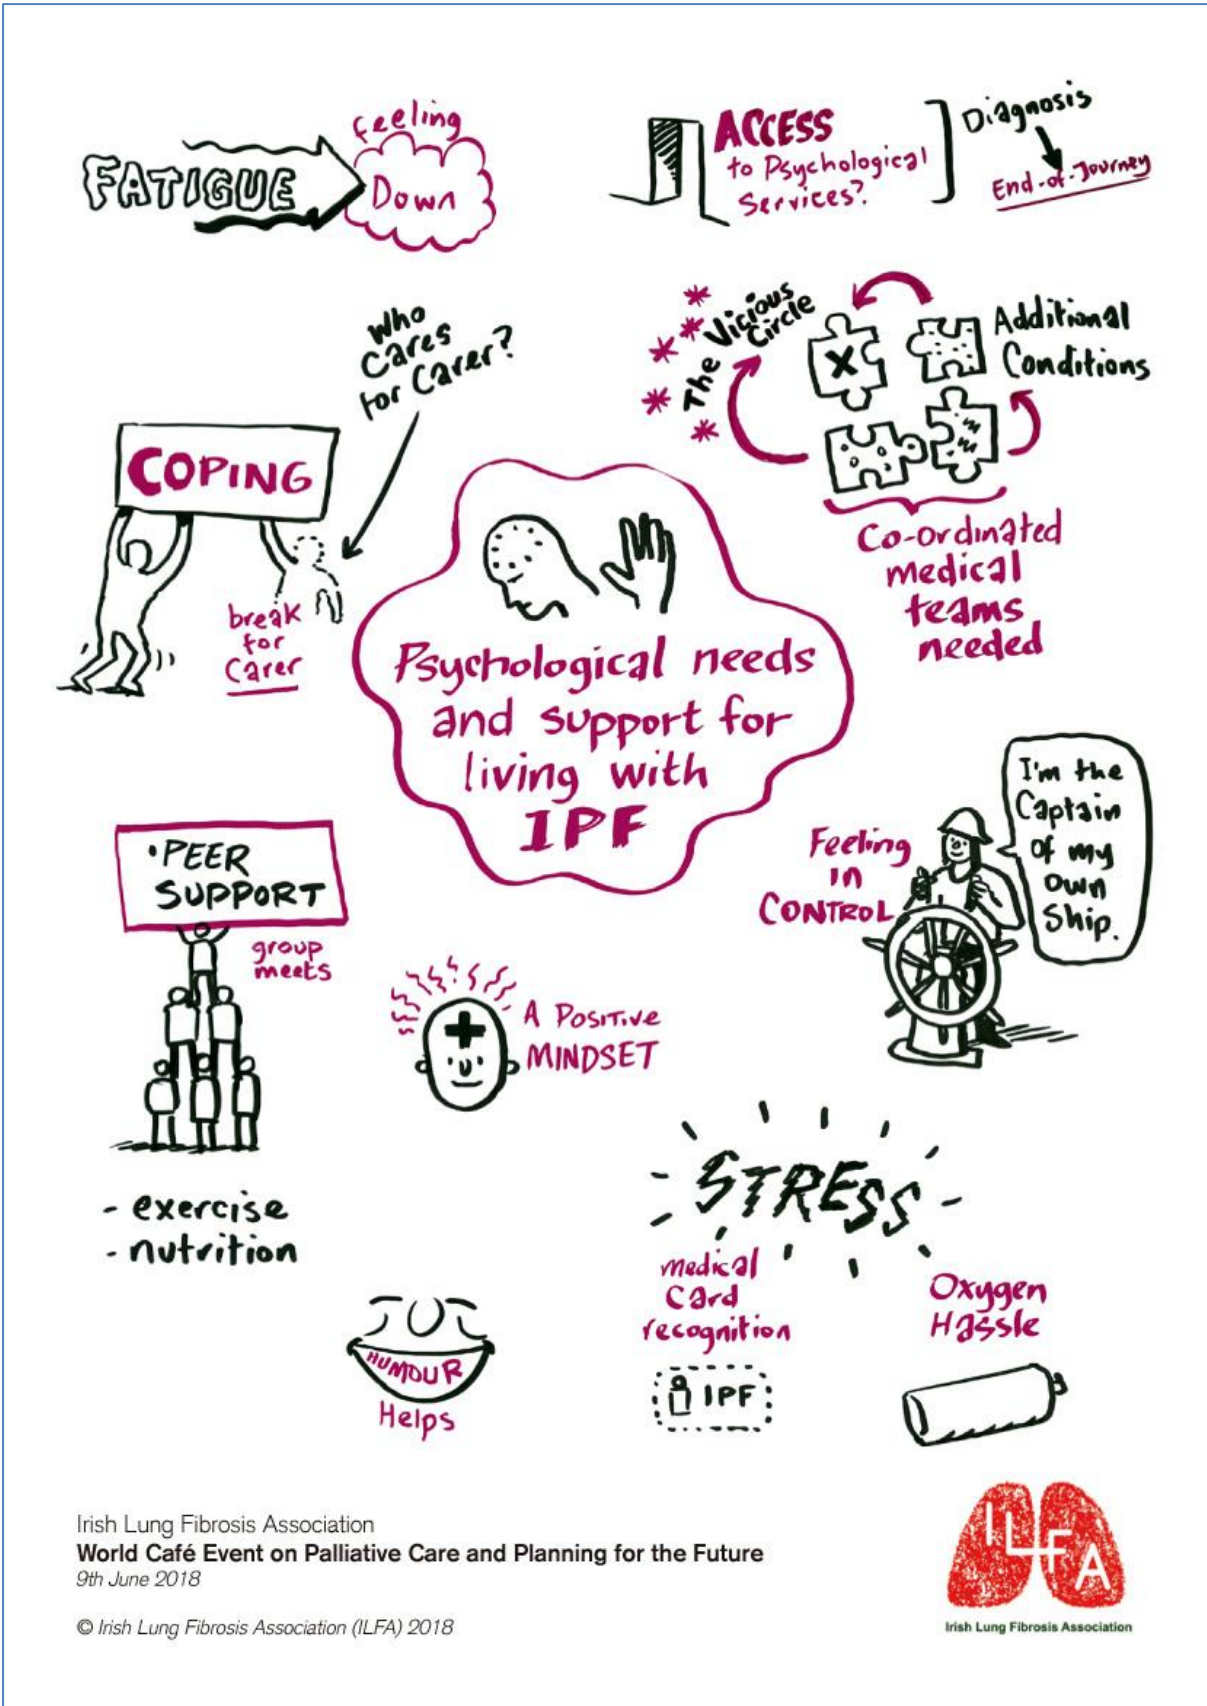 FATIGUE
Feeling
Down
ACCESS
to Psychological
Services?
Diagnosis
End-of-Journey
Who
Cares
for Carer?
The Vicious
Circle
Additional
Conditions
COPING
break
for
Carer
Co-ordinated
medical
teams
needed
Psychological needs
and support for
living with
IPF
I'm the
Captain
of my
own
Ship.
Feeling
in
CONTROL
·PEER
SUPPORT
group
meets
A POSITIVE
MINDSET
- exercise
- nutrition
STRESS
medical
Card
recognition
IPF
Oxygen
Hassle
HUMOUR
Helps
Irish Lung Fibrosis Association
World Café Event on Palliative Care and Planning for the Future
9th June 2018
© Irish Lung Fibrosis Association (ILFA) 2018
ILFA
Irish Lung Fibrosis Association